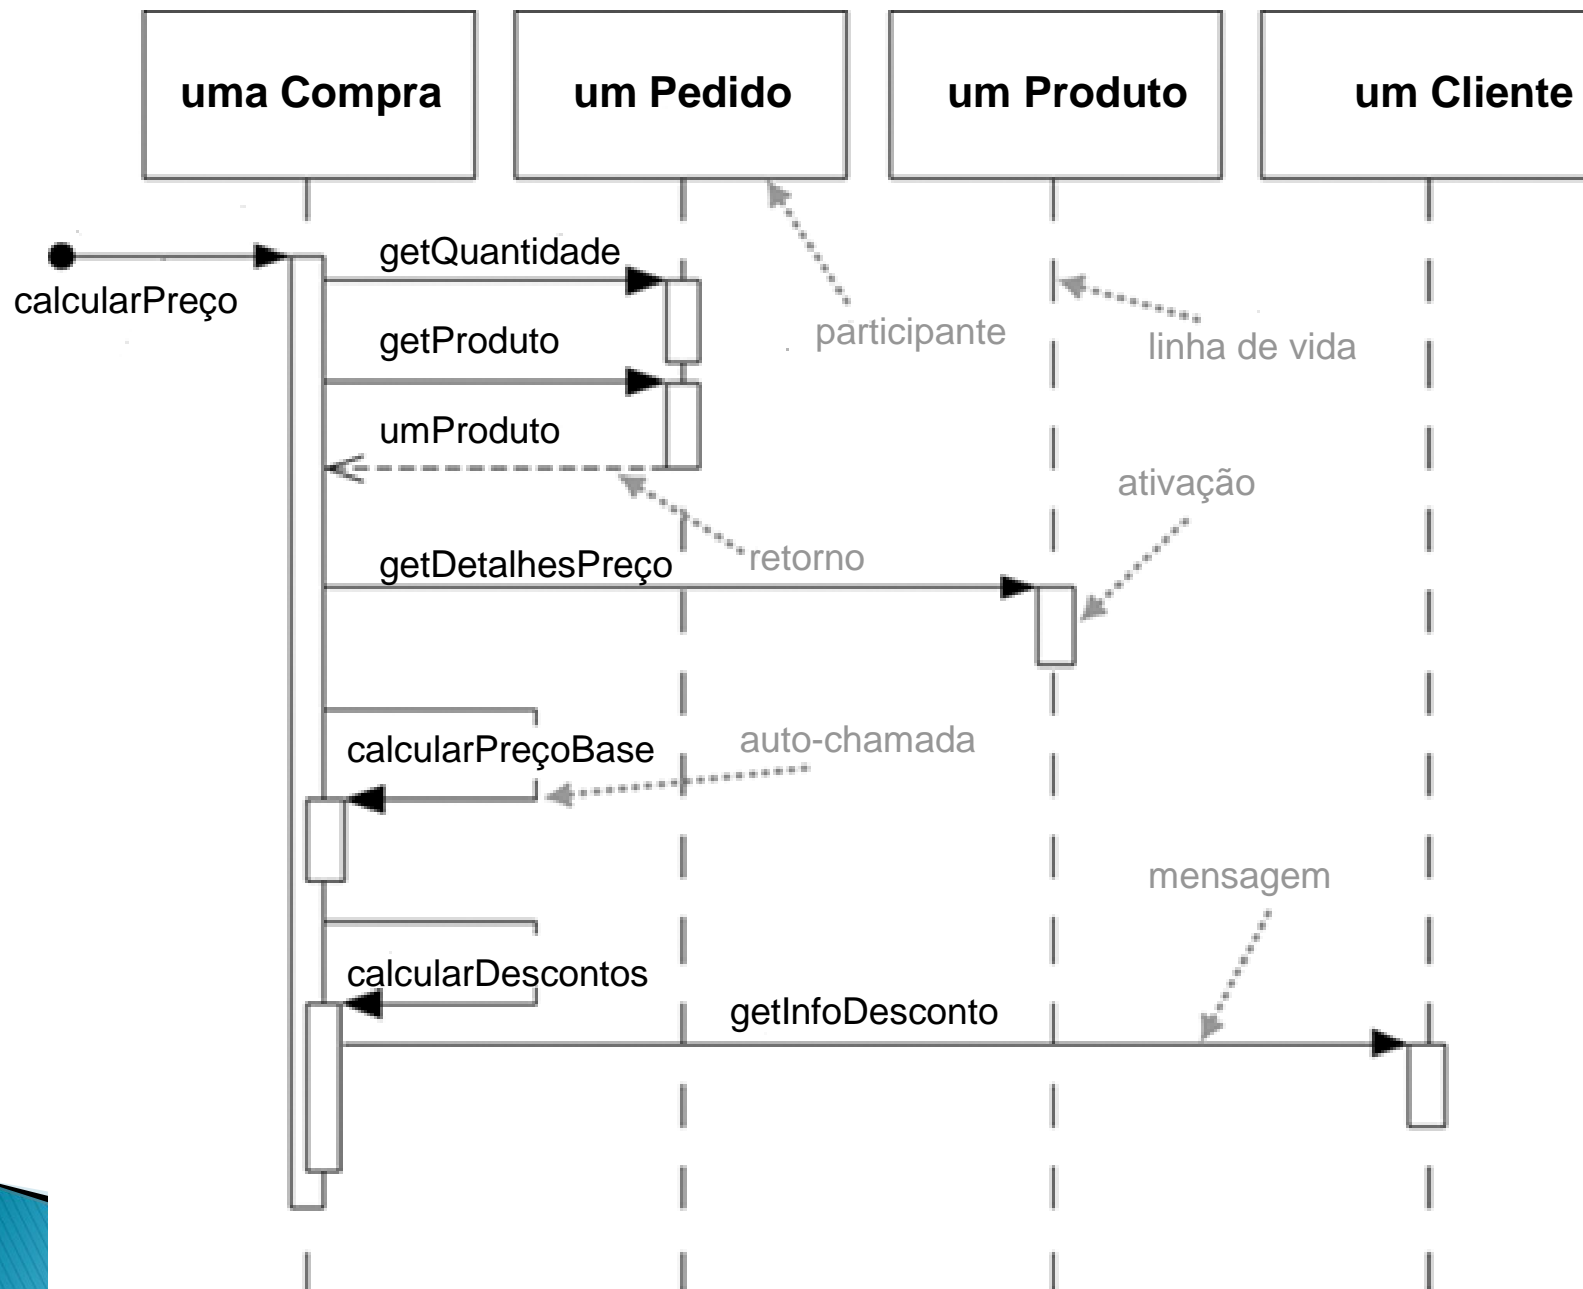 uma Compra
um Pedido
um Produto
um Cliente
getQuantidade
calcularPreço
participante
getProduto
linha de vida
umProduto
ativação
retorno
getDetalhesPreço
auto-chamada
calcularPreçoBase
mensagem
calcularDescontos
getInfoDesconto